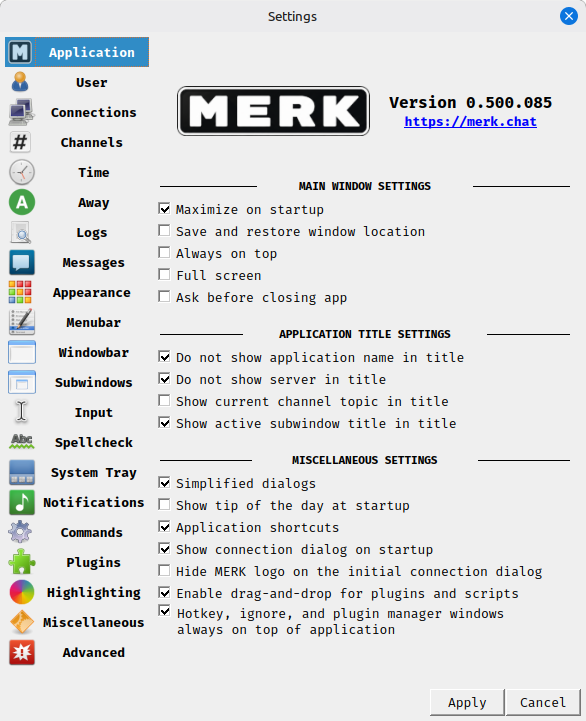 Settings
Application
User
Connections
Channels
Time
Away
Logs
Messages
Appearance
Menubar
Windowbar
Subwindows
Input
Spellcheck
System Tray
Notifications
Commands
Plugins
Highlighting
Miscellaneous
Advanced
MERK
Version 0.500.085
https://merk.chat
MAIN WINDOW SETTINGS
Maximize on startup
Save and restore window location
Always on top
Full screen
Ask before closing app
APPLICATION TITLE SETTINGS
Do not show application name in title
Do not show server in title
Show current channel topic in title
Show active subwindow title in title
MISCELLANEOUS SETTINGS
Simplified dialogs
Show tip of the day at startup
Application shortcuts
Show connection dialog on startup
Hide MERK logo on the initial connection dialog
Enable drag-and-drop for plugins and scripts
Hotkey, ignore, and plugin manager windows
always on top of application
Apply
Cancel